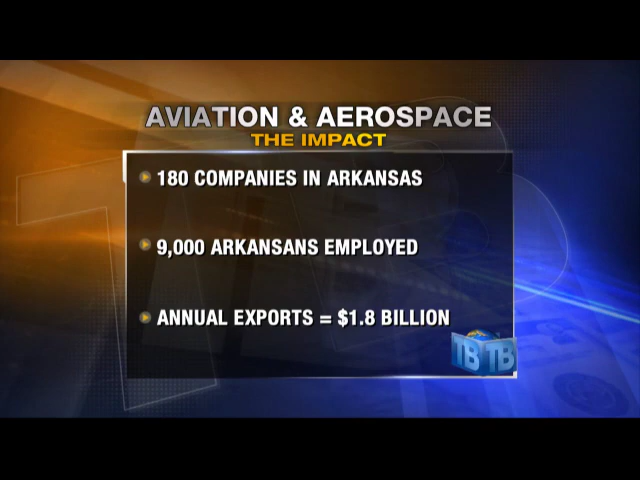 AVIATION & AEROSPACE
THE IMPACT
180 COMPANIES IN ARKANSAS
9,000 ARKANSANS EMPLOYED
ANNUAL EXPORTS = $1.8 BILLION
TB TB